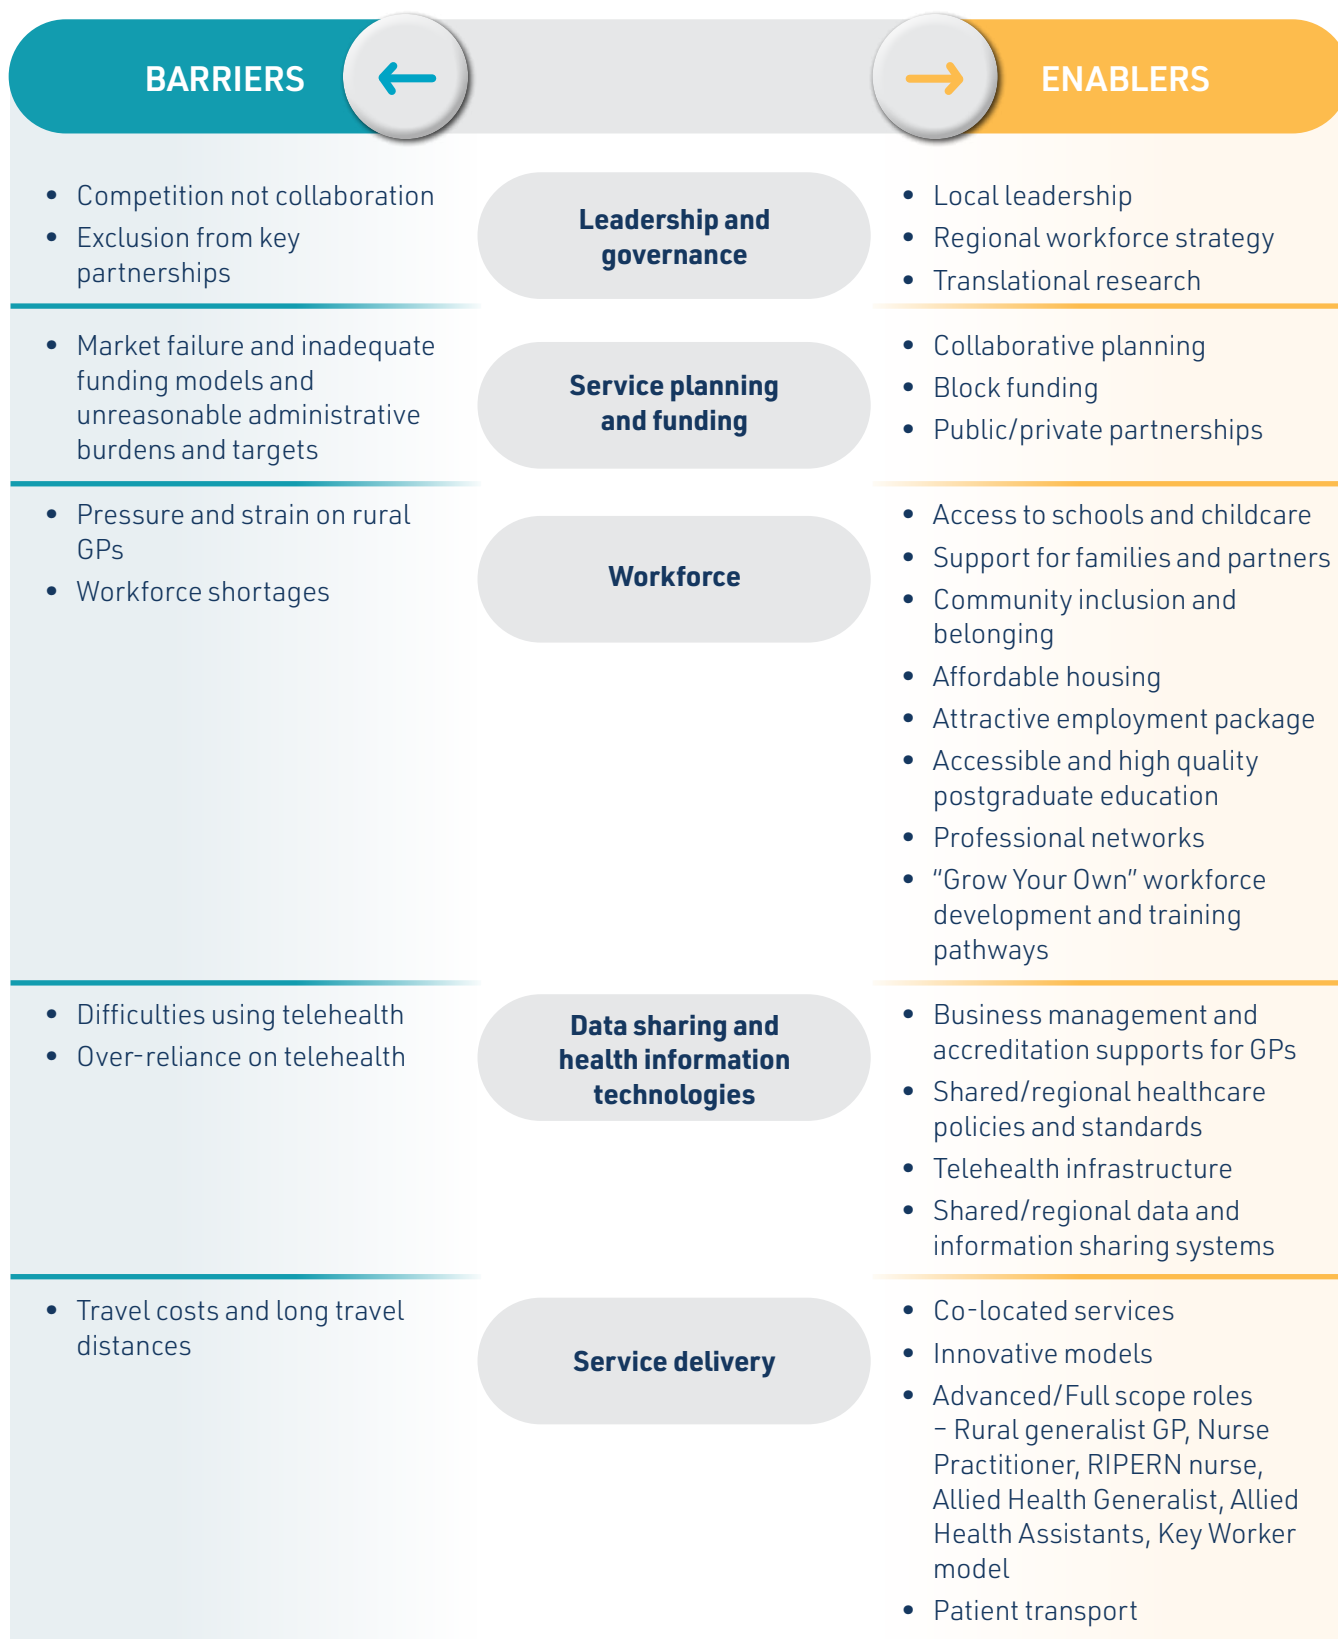 BARRIERS
ENABLERS
• Competition not collaboration
• Exclusion from key
partnerships
Leadership and
governance
• Local leadership
• Regional workforce strategy
• Translational research
• Market failure and inadequate
funding models and
unreasonable administrative
burdens and targets
Service planning
and funding
• Collaborative planning
• Block funding
• Public/private partnerships
• Pressure and strain on rural
GPs
• Workforce shortages
Workforce
• Access to schools and childcare
• Support for families and partners
• Community inclusion and
belonging
• Affordable housing
• Attractive employment package
• Accessible and high quality
postgraduate education
• Professional networks
• “Grow Your Own” workforce
development and training
pathways
• Difficulties using telehealth
• Over-reliance on telehealth
Data sharing and
health information
technologies
• Business management and
accreditation supports for GPs
• Shared/regional healthcare
policies and standards
• Telehealth infrastructure
• Shared/regional data and
information sharing systems
• Travel costs and long travel
distances
Service delivery
• Co-located services
• Innovative models
• Advanced/Full scope roles
– Rural generalist GP, Nurse
Practitioner, RIPERN nurse,
Allied Health Generalist, Allied
Health Assistants, Key Worker
model
• Patient transport